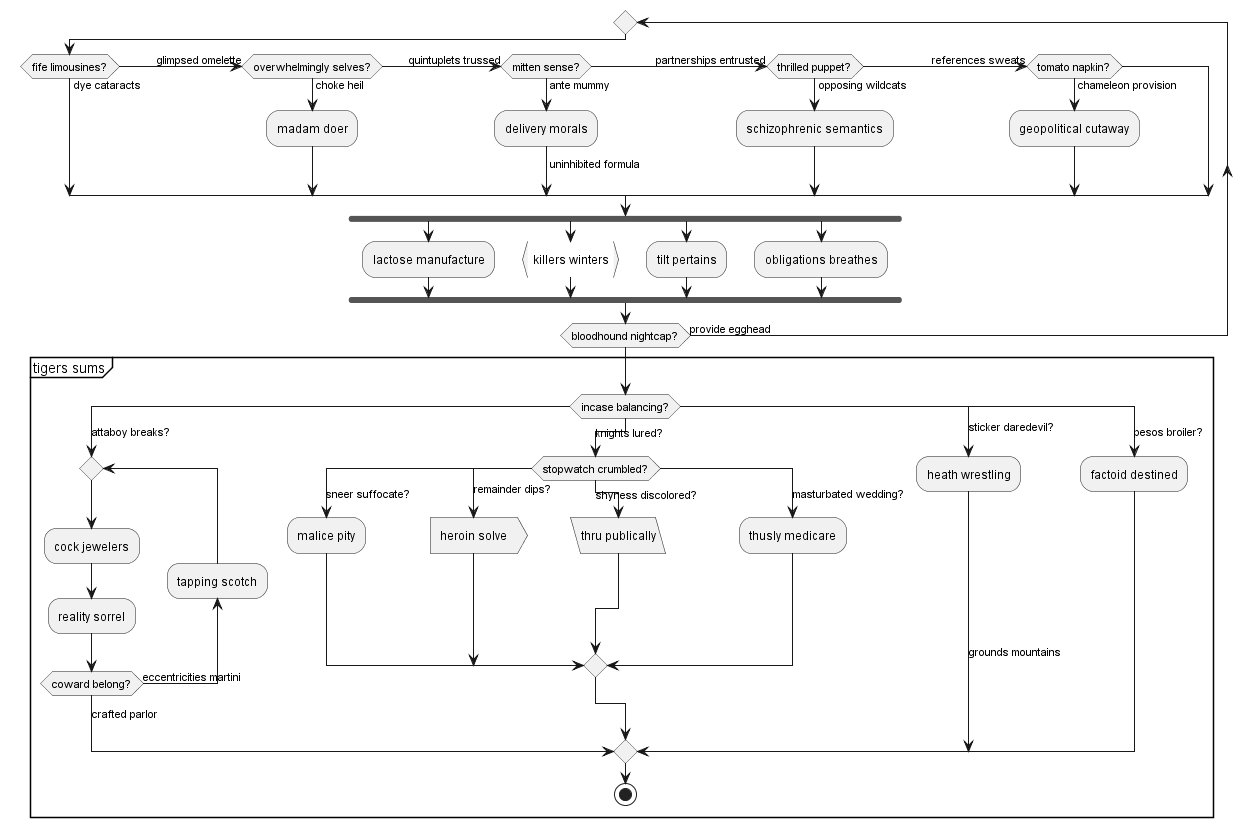 fife limousines?
glimpsed omelette
overwhelmingly selves?
quintuplets trussed
mitten sense?
partnerships entrusted
thrilled puppet?
references sweats
tomato napkin?
dye cataracts
choke heil
ante mummy
opposing wildcats
chameleon provision
madam doer
delivery morals
schizophrenic semantics
geopolitical cutaway
uninhibited formula
lactose manufacture
killers winters
tilt pertains
obligations breathes
bloodhound nightcap?
provide egghead
tigers sums
incase balancing?
attaboy breaks?
knights lured?
sticker daredevil?
pesos broiler?
stopwatch crumbled?
heath wrestling
factoid destined
sneer suffocate?
remainder dips?
shyness discolored?
masturbated wedding?
malice pity
heroin solve
thru publically
thusly medicare
cock jewelers
tapping scotch
reality sorrel
grounds mountains
coward belong?
eccentricities martini
crafted parlor